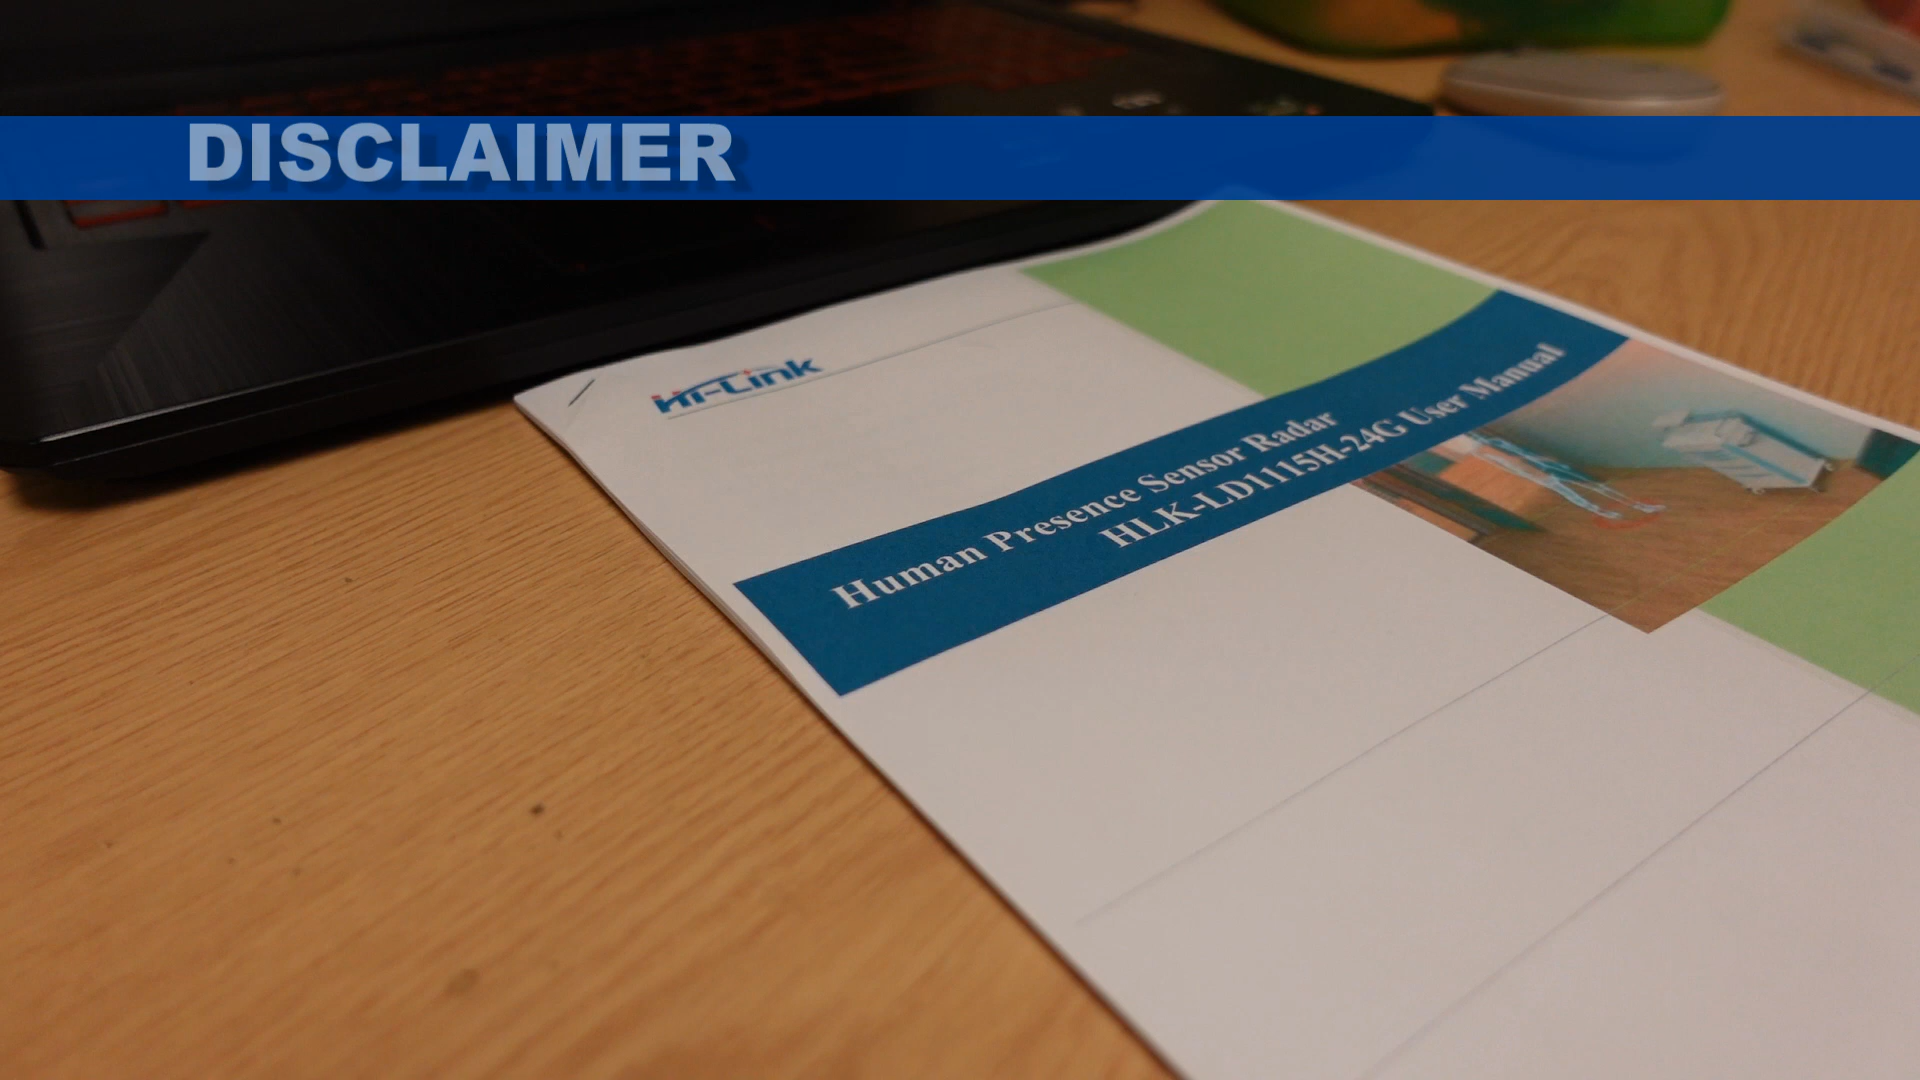 DISCLAIMER
Hi-Link
Human Presence Sensor Radar
HLK-LD1115H-24G User Manual